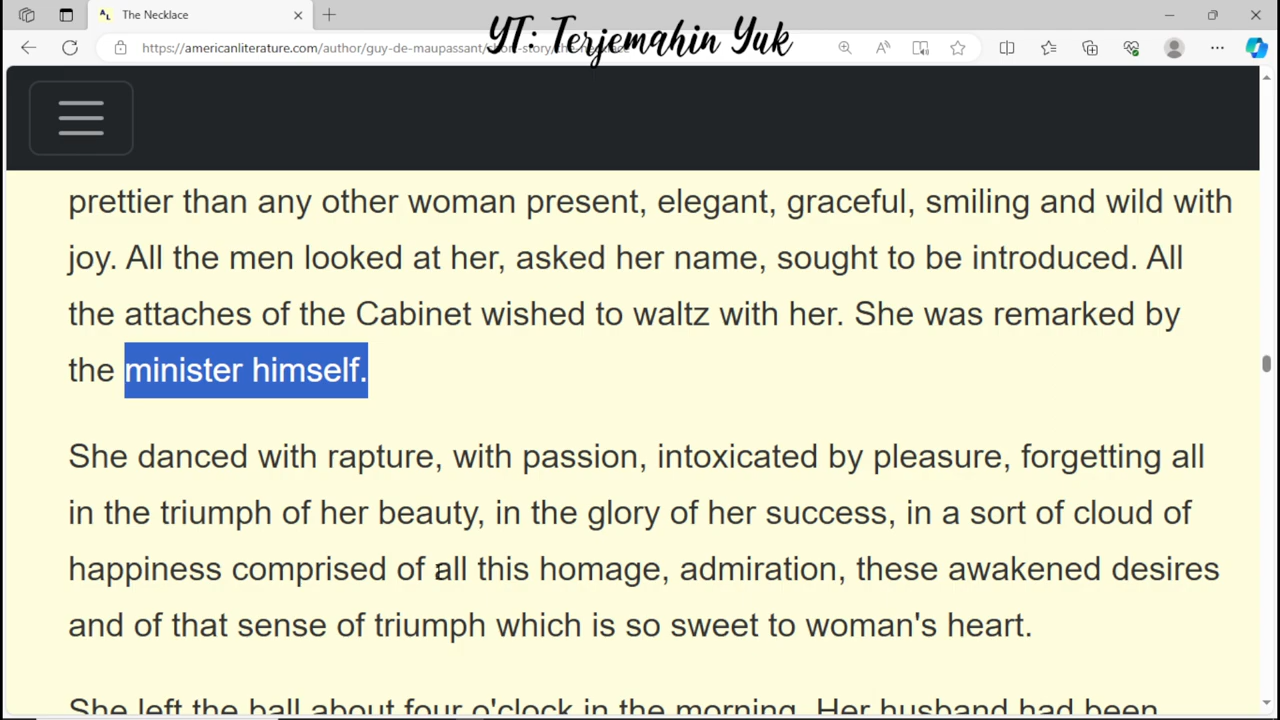 The Necklace
YT: Terjemahin Yuk
https://americanliterature.com/author/guy-de-maupassant/short-story/the-necklace
prettier than any other woman present, elegant, graceful, smiling and wild with
joy. All the men looked at her, asked her name, sought to be introduced. All
the attaches of the Cabinet wished to waltz with her. She was remarked by
the minister himself.
She danced with rapture, with passion, intoxicated by pleasure, forgetting all
in the triumph of her beauty, in the glory of her success, in a sort of cloud of
happiness comprised of all this homage, admiration, these awakened desires
and of that sense of triumph which is so sweet to woman's heart.
She left the ball about four o'clock in the morning. Her husband had been